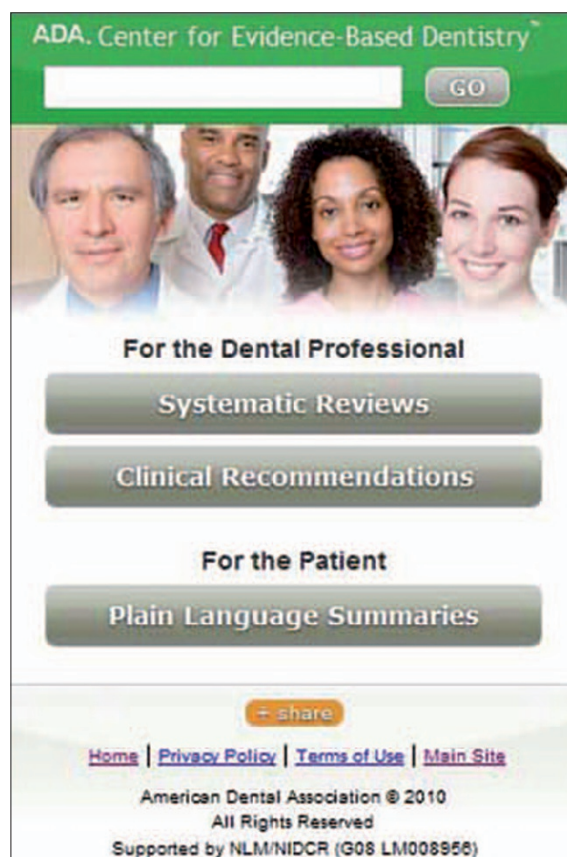 ADA. Center for Evidence-Based Dentistry™
GO
For the Dental Professional
Systematic Reviews
Clinical Recommendations
For the Patient
Plain Language Summaries
+ share
Home | Privacy Policy | Terms of Use | Main Site
American Dental Association © 2010
All Rights Reserved
Supported by NLM/NIDCR (G08 LM008956)